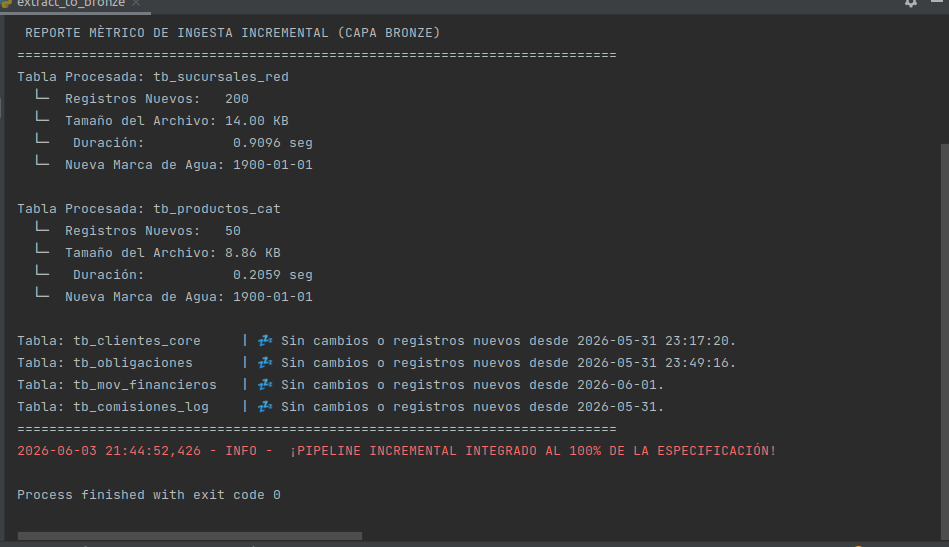 extract_to_bronze
REPORTE MÈTRICO DE INGESTA INCREMENTAL (CAPA BRONZE)
===========================================================================
Tabla Procesada: tb_sucursales_red
└─ Registros Nuevos: 200
└─ Tamaño del Archivo: 14.00 KB
└─ Duración: 0.9096 seg
└─ Nueva Marca de Agua: 1900-01-01
Tabla Procesada: tb_productos_cat
└─ Registros Nuevos: 50
└─ Tamaño del Archivo: 8.86 KB
└─ Duración: 0.2059 seg
└─ Nueva Marca de Agua: 1900-01-01
Tabla: tb_clientes_core | 💤 Sin cambios o registros nuevos desde 2026-05-31 23:17:20.
Tabla: tb_obligaciones | 💤 Sin cambios o registros nuevos desde 2026-05-31 23:49:16.
Tabla: tb_mov_financieros | 💤 Sin cambios o registros nuevos desde 2026-06-01.
Tabla: tb_comisiones_log | 💤 Sin cambios o registros nuevos desde 2026-05-31.
===========================================================================
2026-06-03 21:44:52,426 - INFO - ¡PIPELINE INCREMENTAL INTEGRADO AL 100% DE LA ESPECIFICACIÓN!
Process finished with exit code 0